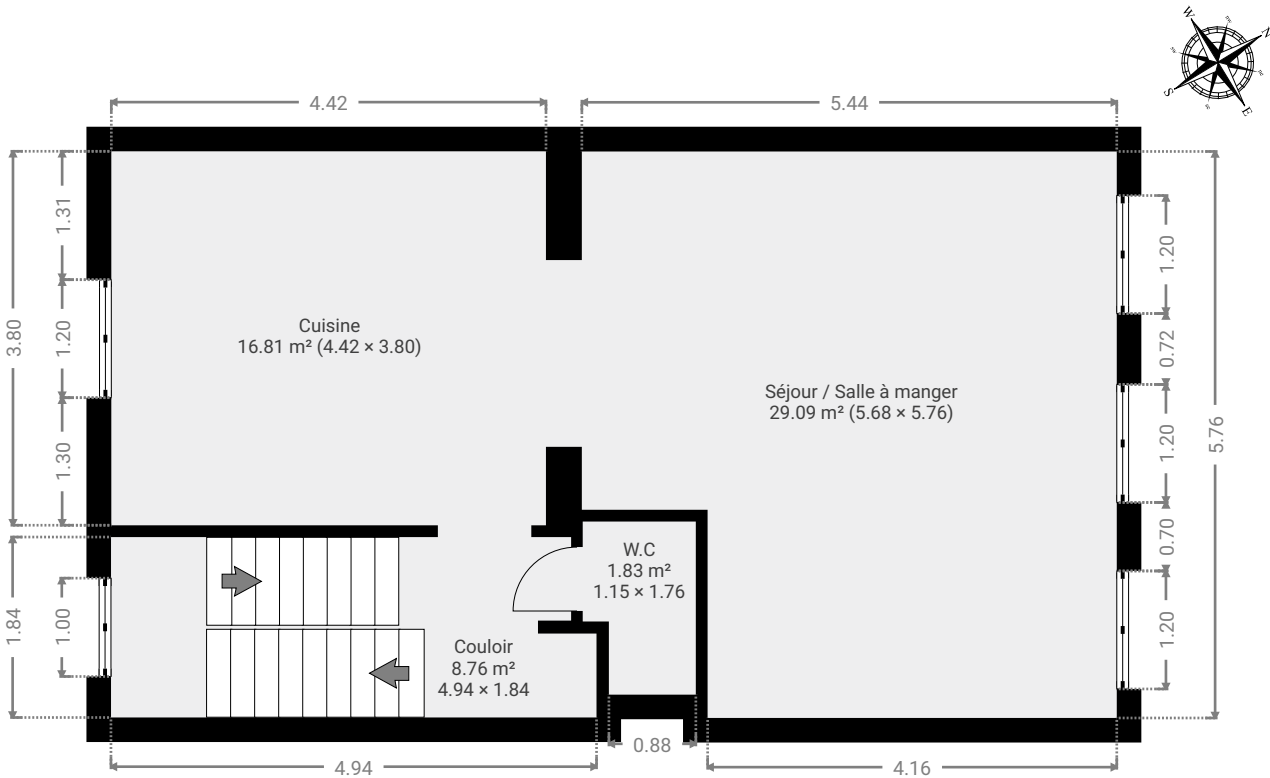 W
N
S
E
4.42
5.44
1.31
1.20
3.80
1.20
0.72
Cuisine
16.81 m² (4.42 × 3.80)
Séjour / Salle à manger
29.09 m² (5.68 × 5.76)
1.30
1.20
5.76
0.70
W.C
1.83 m²
1.15 × 1.76
1.84
1.00
1.20
Couloir
8.76 m²
4.94 × 1.84
0.88
4.94
4.16